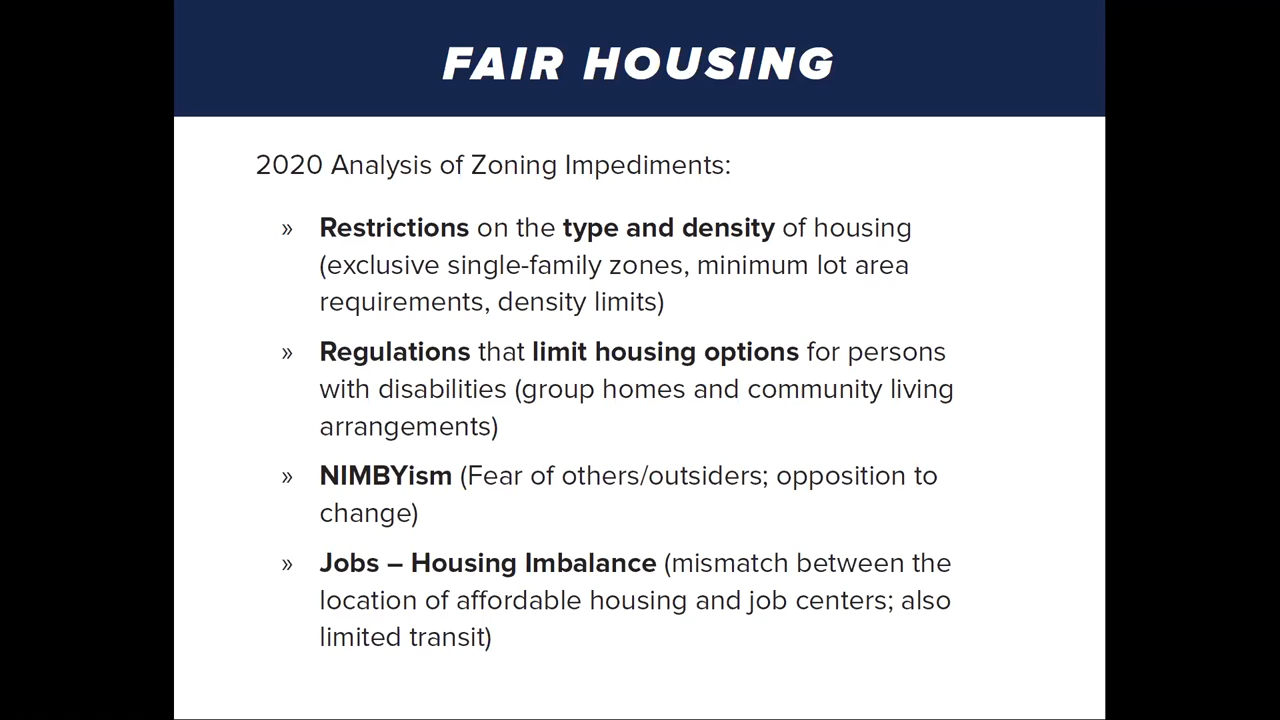 FAIR HOUSING
2020 Analysis of Zoning Impediments:
» Restrictions on the type and density of housing
(exclusive single-family zones, minimum lot area
requirements, density limits)
» Regulations that limit housing options for persons
with disabilities (group homes and community living
arrangements)
» NIMBYism (Fear of others/outsiders; opposition to
change)
» Jobs – Housing Imbalance (mismatch between the
location of affordable housing and job centers; also
limited transit)